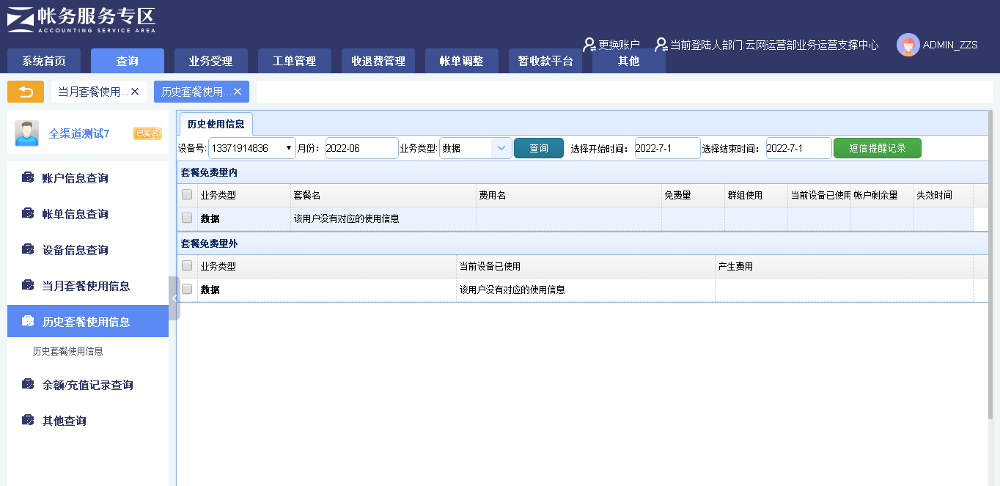 帐务服务专区
ACCOUNTING SERVICE AREA
更换账户
当前登陆人部门:云网运营部业务运营支撑中心
ADMIN_ZZS
系统首页
查询
业务受理
工单管理
收退费管理
帐单调整
暂收款平台
其他
当月套餐使用...
历史套餐使用...
全渠道测试7
已实名
账户信息查询
帐单信息查询
设备信息查询
当月套餐使用信息
历史套餐使用信息
历史套餐使用信息
余额/充值记录查询
其他查询
历史使用信息
设备号: 13371914836 月份: 2022-06 业务类型: 数据 查询 选择开始时间: 2022-7-1 选择结束时间: 2022-7-1 短信提醒记录
套餐免费量内
业务类型 套餐名 费用名 免费量 群组使用 当前设备已使用 帐户剩余量 失效时间
数据 该用户没有对应的使用信息
套餐免费量外
业务类型 当前设备已使用 产生费用
数据 该用户没有对应的使用信息